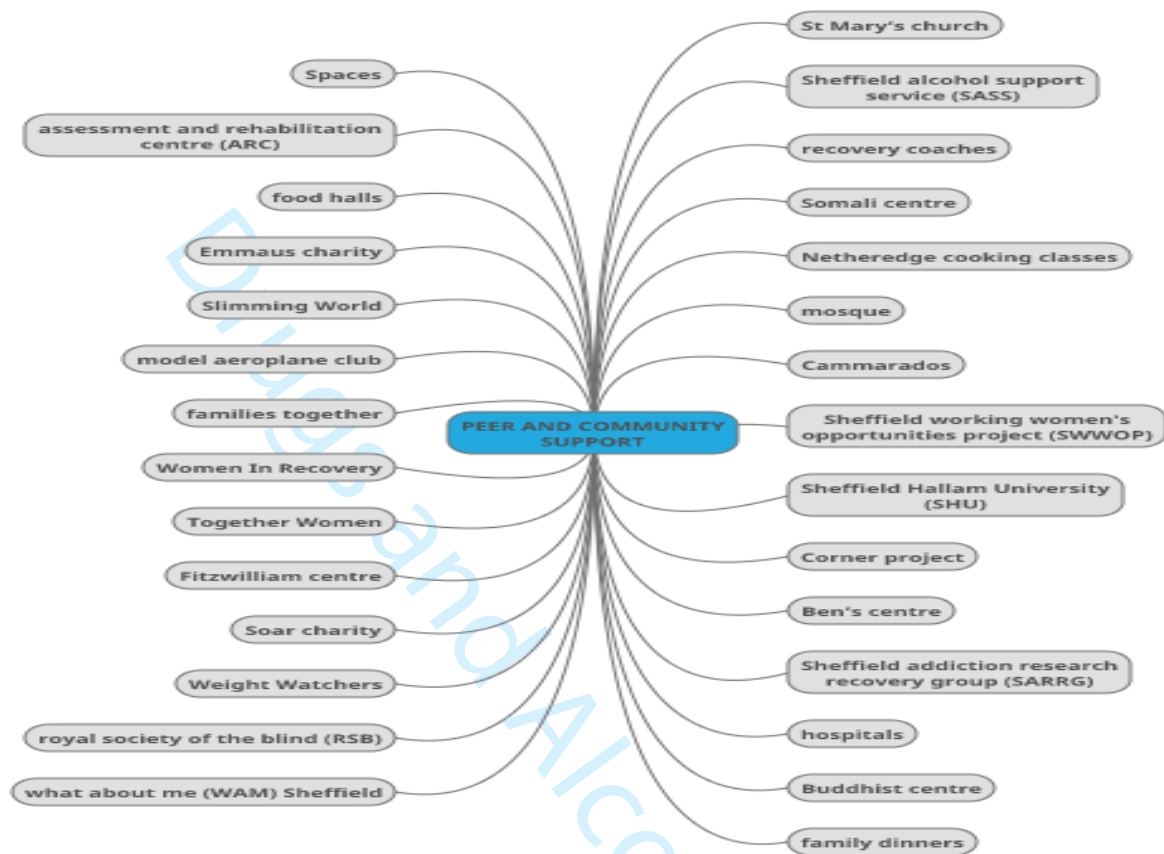 Spaces
assessment and rehabilitation
centre (ARC)
food halls
Emmaus charity
Slimming World
model aeroplane club
families together
Women In Recovery
Together Women
Fitzwilliam centre
Soar charity
Weight Watchers
royal society of the blind (RSB)
what about me (WAM) Sheffield
PEER AND COMMUNITY
SUPPORT
St Mary’s church
Sheffield alcohol support
service (SASS)
recovery coaches
Somali centre
Netheredge cooking classes
mosque
Cammarados
Sheffield working women's
opportunities project (SWWOP)
Sheffield Hallam University
(SHU)
Corner project
Ben’s centre
Sheffield addiction research
recovery group (SARRG)
hospitals
Buddhist centre
family dinners
Drugs and Alco